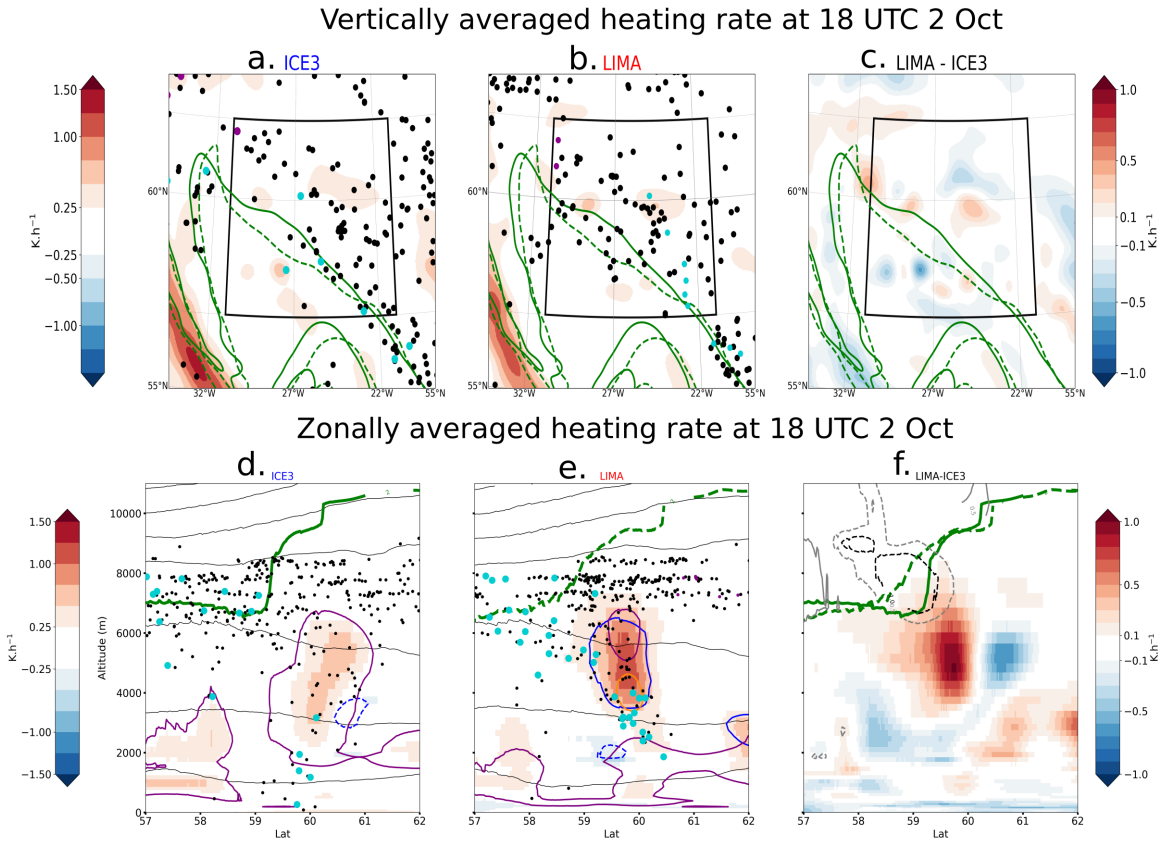 Vertically averaged heating rate at 18 UTC 2 Oct
a. ICE3
b. LIMA
c. LIMA - ICE3
1.50
1.00
0.25
−0.25
−0.50
−1.00
K.h⁻¹
60°N
55°N
32°W
27°W
22°W
55°N
60°N
55°N
32°W
27°W
22°W
55°N
60°N
55°N
32°W
27°W
22°W
55°N
1.0
0.5
0.1
−0.1
−0.5
−1.0
K.h⁻¹
Zonally averaged heating rate at 18 UTC 2 Oct
d. ICE3
e. LIMA
f. LIMA-ICE3
1.50
1.00
0.25
−0.25
−1.00
−1.50
K.h⁻¹
Altitude (m)
10000
8000
6000
4000
2000
0
2
57
58
59
60
61
62
Lat
57
58
59
60
61
62
Lat
0.5
57
58
59
60
61
62
Lat
1.0
0.5
0.1
−0.1
−0.5
−1.0
K.h⁻¹